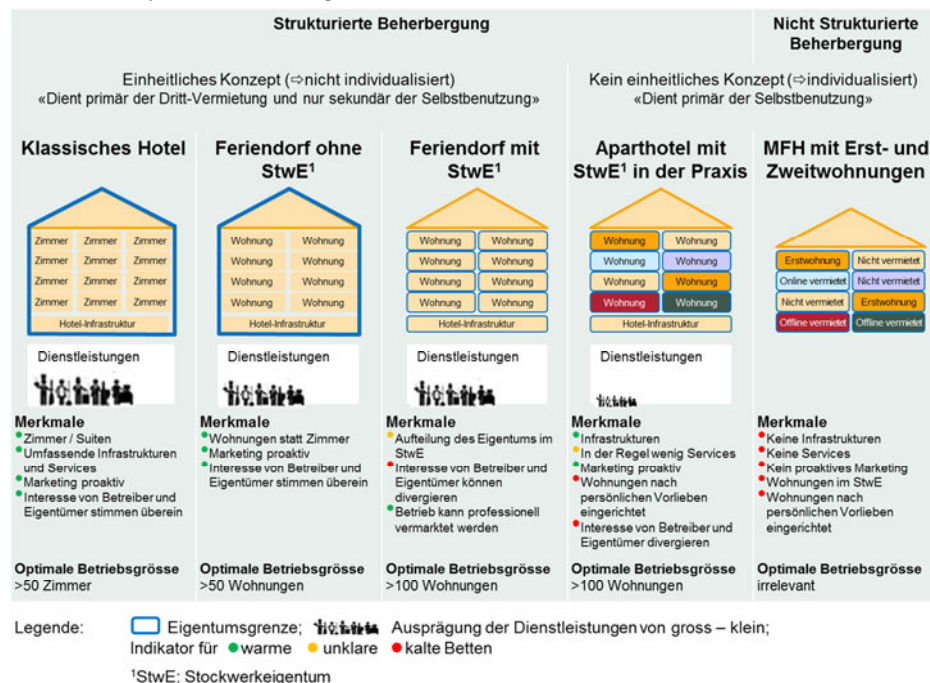 Strukturierte Beherbergung
Nicht Strukturierte
Beherbergung
Einheitliches Konzept (⇨nicht individualisiert)
«Dient primär der Dritt-Vermietung und nur sekundär der Selbstbenutzung»
Kein einheitliches Konzept (⇨individualisiert)
«Dient primär der Selbstbenutzung»
Klassisches Hotel
Zimmer Zimmer Zimmer
Zimmer Zimmer Zimmer
Zimmer Zimmer Zimmer
Zimmer Zimmer Zimmer
Hotel-Infrastruktur
Dienstleistungen
Merkmale
Zimmer / Suiten
Umfassende Infrastrukturen
und Services
Marketing proaktiv
Interesse von Betreiber und
Eigentümer stimmen überein
Optimale Betriebsgrösse
>50 Zimmer
Feriendorf ohne
StwE¹
Wohnung Wohnung
Wohnung Wohnung
Wohnung Wohnung
Wohnung Wohnung
Hotel-Infrastruktur
Dienstleistungen
Merkmale
Wohnungen statt Zimmer
Marketing proaktiv
Interesse von Betreiber und
Eigentümer stimmen überein
Optimale Betriebsgrösse
>50 Wohnungen
Feriendorf mit
StwE¹
Wohnung Wohnung
Wohnung Wohnung
Wohnung Wohnung
Wohnung Wohnung
Hotel-Infrastruktur
Dienstleistungen
Merkmale
Aufteilung des Eigentums im
StwE
Interesse von Betreiber und
Eigentümer können
divergieren
Betrieb kann professionell
vermarktet werden
Optimale Betriebsgrösse
>100 Wohnungen
Aparthotel mit
StwE¹ in der Praxis
Wohnung Wohnung
Wohnung Wohnung
Wohnung Wohnung
Wohnung Wohnung
Hotel-Infrastruktur
Dienstleistungen
Merkmale
Infrastrukturen
In der Regel wenig Services
Marketing proaktiv
Wohnungen nach
persönlichen Vorlieben
eingerichtet
Interesse von Betreiber und
Eigentümer divergieren
Optimale Betriebsgrösse
>100 Wohnungen
MFH mit Erst- und
Zweitwohnungen
Erstwohnung Nicht vermietet
Online vermietet Nicht vermietet
Nicht vermietet Erstwohnung
Offline vermietet Offline vermietet
Merkmale
Keine Infrastrukturen
Keine Services
Kein proaktives Marketing
Wohnungen im StwE
Wohnungen nach
persönlichen Vorlieben
eingerichtet
Optimale Betriebsgrösse
irrelevant
Legende: Eigentumsgrenze; Ausprägung der Dienstleistungen von gross – klein;
Indikator für warme unklare kalte Betten
¹StwE: Stockwerkeigentum